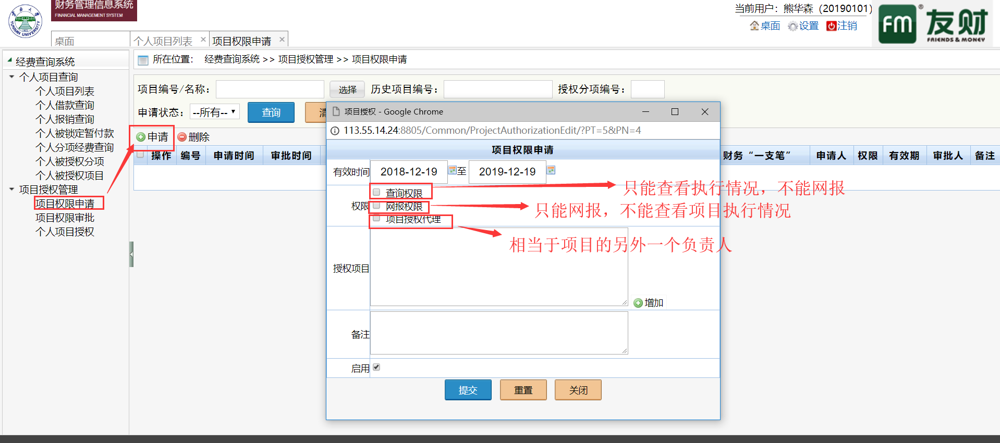 财务管理信息系统
FINANCIAL MANAGEMENT SYSTEM
YUNNAN UNIVERSITY
当前用户：熊华森（20190101）
桌面 设置 注销
fm® 友财
FRIENDS & MONEY
桌面 个人项目列表 × 项目权限申请 ×
经费查询系统
个人项目查询
个人项目列表
个人借款查询
个人报销查询
个人被锁定暂付款
个人分项经费查询
个人被授权分项
个人被授权项目
项目授权管理
项目权限申请
项目权限审批
个人项目授权
所在位置： 经费查询系统 >> 项目授权管理 >> 项目权限申请
项目编号/名称： 选择 历史项目编号： 授权分项编号：
申请状态： --所有-- 查询 清
申请 删除
操作 编号 申请时间 审批时间 财务“一支笔” 申请人 权限 有效期 审批人 备注
项目授权 - Google Chrome
113.55.14.24:8805/Common/ProjectAuthorizationEdit/?PT=5&PN=4
项目权限申请
有效时间 2018-12-19 至 2019-12-19
权限
查询权限
网报权限
项目授权代理
只能查看执行情况，不能网报
只能网报，不能查看项目执行情况
相当于项目的另外一个负责人
授权项目
增加
备注
启用
提交 重置 关闭